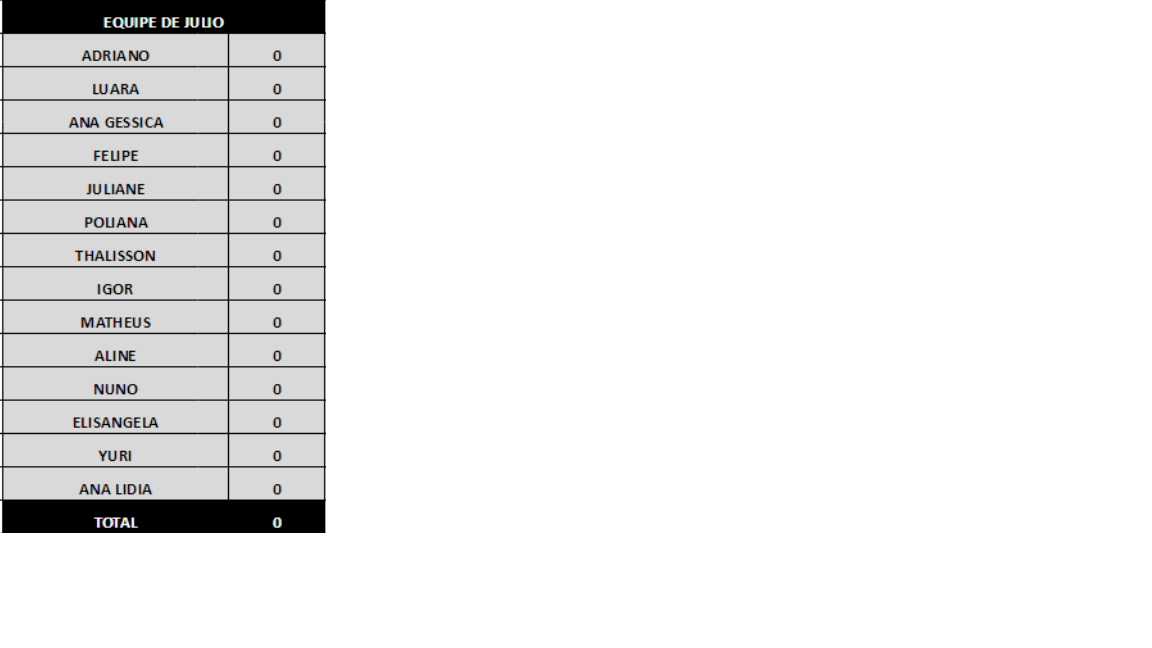 EQUIPE DE JULIO
ADRIANO 0
LUARA 0
ANA GESSICA 0
FELIPE 0
JULIANE 0
POLIANA 0
THALISSON 0
IGOR 0
MATHEUS 0
ALINE 0
NUNO 0
ELISANGELA 0
YURI 0
ANA LIDIA 0
TOTAL 0